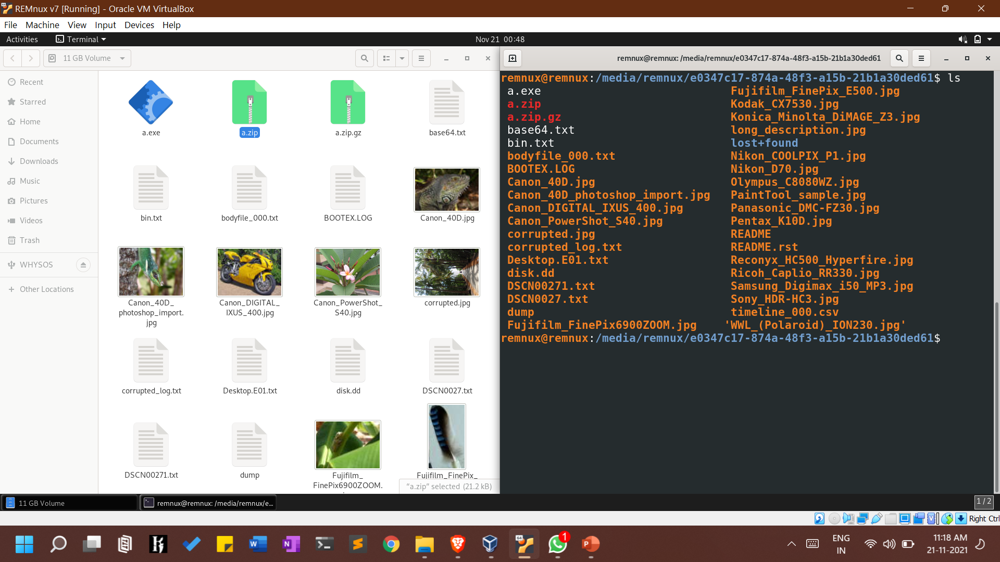 REMnux v7 [Running] - Oracle VM VirtualBox
File Machine View Input Devices Help
Activities Terminal Nov 21 00:48
11 GB Volume
Recent
Starred
Home
Documents
Downloads
Music
Pictures
Videos
Trash
WHYSOS
Other Locations
a.exe a.zip a.zip.gz base64.txt
bin.txt bodyfile_000.txt BOOTEX.LOG Canon_40D.jpg
Canon_40D_
photoshop_import.
jpg
Canon_DIGITAL_
IXUS_400.jpg
Canon_PowerShot_
S40.jpg
corrupted.jpg
corrupted_log.txt Desktop.E01.txt disk.dd DSCN0027.txt
DSCN00271.txt dump
Fujifilm_
FinePix6900ZOOM.
Fujifilm_FinePix_
"a.zip" selected (21.2 kB)
remnux@remnux: /media/remnux/e0347c17-874a-48f3-a15b-21b1a30ded61
remnux@remnux:/media/remnux/e0347c17-874a-48f3-a15b-21b1a30ded61$ ls
a.exe Fujifilm_FinePix_E500.jpg
a.zip Kodak_CX7530.jpg
a.zip.gz Konica_Minolta_DiMAGE_Z3.jpg
base64.txt long_description.jpg
bin.txt lost+found
bodyfile_000.txt Nikon_COOLPIX_P1.jpg
BOOTEX.LOG Nikon_D70.jpg
Canon_40D.jpg Olympus_C8080WZ.jpg
Canon_40D_photoshop_import.jpg PaintTool_sample.jpg
Canon_DIGITAL_IXUS_400.jpg Panasonic_DMC-FZ30.jpg
Canon_PowerShot_S40.jpg Pentax_K10D.jpg
corrupted.jpg README
corrupted_log.txt README.rst
Desktop.E01.txt Reconyx_HC500_Hyperfire.jpg
disk.dd Ricoh_Caplio_RR330.jpg
DSCN00271.txt Samsung_Digimax_i50_MP3.jpg
DSCN0027.txt Sony_HDR-HC3.jpg
dump timeline_000.csv
Fujifilm_FinePix6900ZOOM.jpg 'WWL_(Polaroid)_ION230.jpg'
remnux@remnux:/media/remnux/e0347c17-874a-48f3-a15b-21b1a30ded61$
11 GB Volume remnux@remnux: /media/remnux/e... 1 / 2
Right Ctrl
64 1 ENG
IN
11:18 AM
21-11-2021